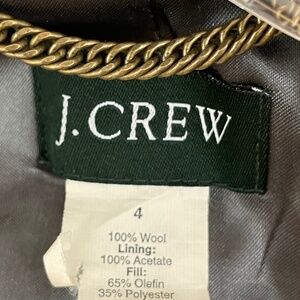 J.CREW
4
100% Wool
Lining:
100% Acetate
Fill:
65% Olefin
35% Polyester